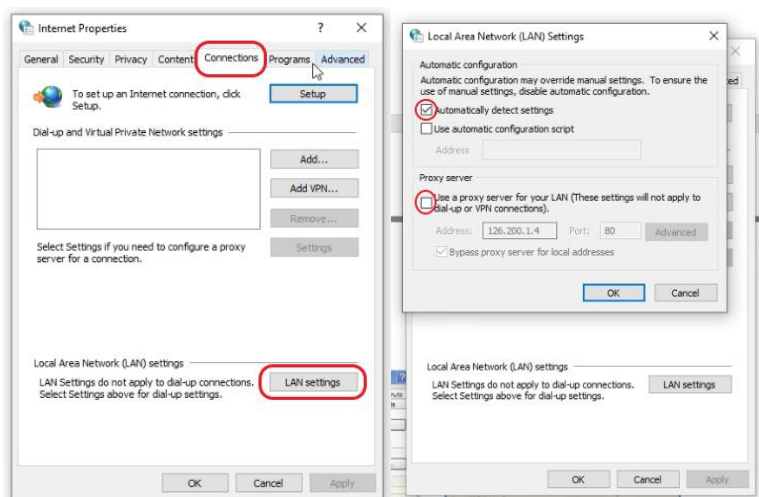 Internet Properties
General Security Privacy Content Connections Programs Advanced
To set up an Internet connection, click
Setup.
Setup
Dial-up and Virtual Private Network settings
Add...
Add VPN...
Remove...
Select Settings if you need to configure a proxy
server for a connection.
Settings
Local Area Network (LAN) settings
LAN Settings do not apply to dial-up connections.
Select Settings above for dial-up settings.
LAN settings
OK Cancel Apply
Local Area Network (LAN) Settings
Automatic configuration
Automatic configuration may override manual settings. To ensure the
use of manual settings, disable automatic configuration.
Automatically detect settings
Use automatic configuration script
Address
Proxy server
Use a proxy server for your LAN (These settings will not apply to
dial-up or VPN connections).
Address: 126.200.1.4 Port: 80 Advanced
Bypass proxy server for local addresses
OK Cancel
Local Area Network (LAN) settings
LAN Settings do not apply to dial-up connections.
Select Settings above for dial-up settings.
LAN settings
OK Cancel Apply